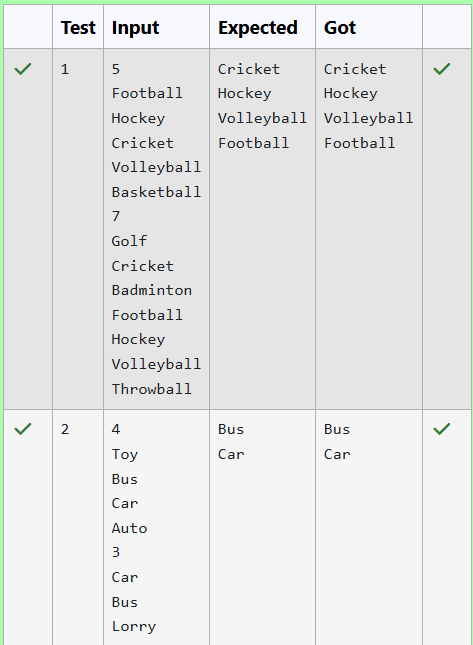 Test Input Expected Got
1 5 Cricket Cricket
Football Hockey Hockey
Hockey Volleyball Volleyball
Cricket Football Football
Volleyball
Basketball
7
Golf
Cricket
Badminton
Football
Hockey
Volleyball
Throwball
2 4 Bus Bus
Toy Car Car
Bus
Car
Auto
3
Car
Bus
Lorry